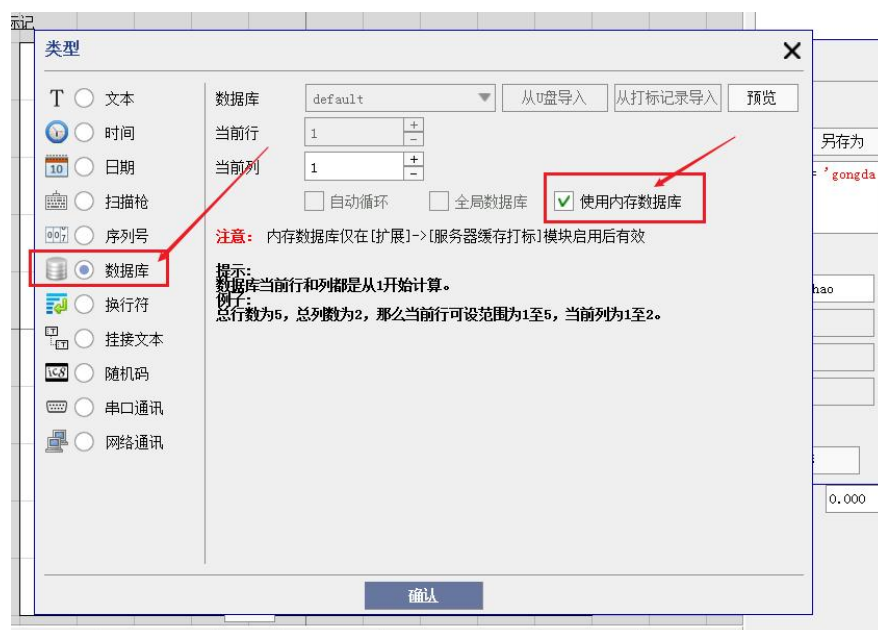 标记
类型
T 文本
时间
10 日期
扫描枪
序列号
数据库
换行符
挂接文本
随机码
串口通讯
网络通讯
数据库 default 从U盘导入 从打标记录导入 预览
当前行 1
当前列 1
自动循环 全局数据库 使用内存数据库
注意: 内存数据库仅在[扩展]->[服务器缓存打标]模块启用后有效
提示:
数据库当前行和列都是从1开始计算。
例子:
总行数为5, 总列数为2, 那么当前行可设范围为1至5, 当前列为1至2。
确认
另存为
= 'gongda
hao
0.000